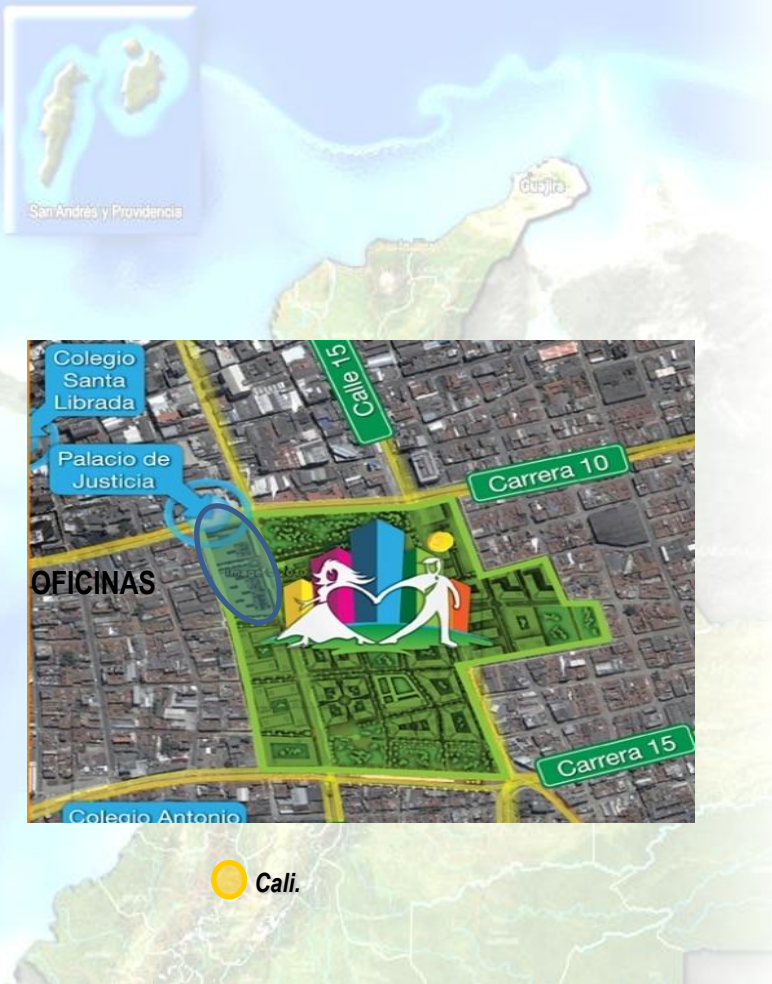 San Andrés y Providencia
Guajira
Colegio
Santa
Librada
Calle 15
Palacio de
Justicia
Carrera 10
OFICINAS
Carrera 15
Colegio Antonio
Cali.